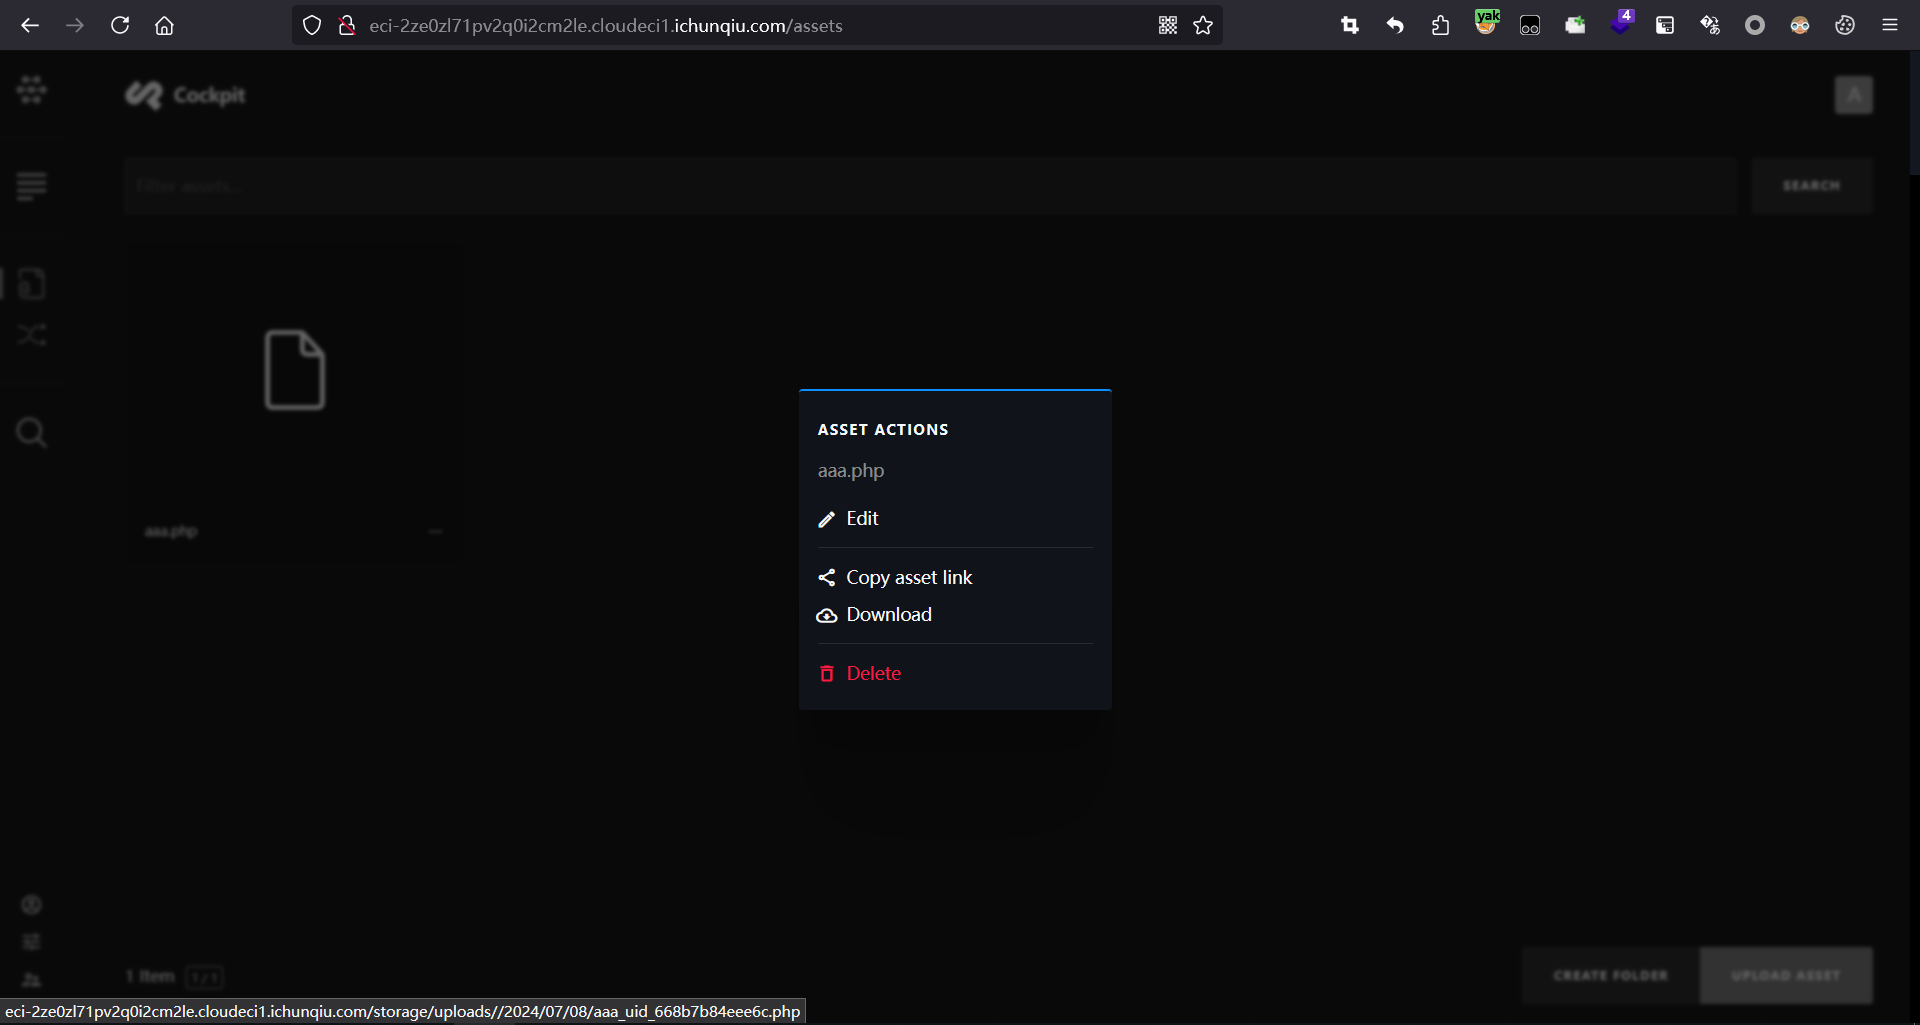 eci-2ze0zl71pv2q0i2cm2le.cloudeci1.ichunqiu.com/assets
yak
4
Cockpit
A
Filter assets...
SEARCH
aaa.php
ASSET ACTIONS
aaa.php
Edit
Copy asset link
Download
Delete
1 Item 1 / 1
CREATE FOLDER
UPLOAD ASSET
eci-2ze0zl71pv2q0i2cm2le.cloudeci1.ichunqiu.com/storage/uploads//2024/07/08/aaa_uid_668b7b84eee6c.php